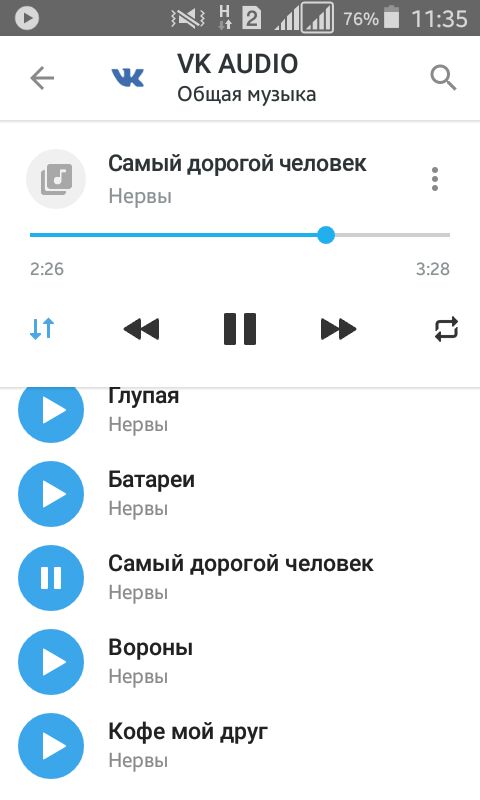 H 2 76% 11:35
VK AUDIO
Общая музыка
Самый дорогой человек
Нервы
2:26 3:28
Глупая
Нервы
Батареи
Нервы
Самый дорогой человек
Нервы
Вороны
Нервы
Кофе мой друг
Нервы